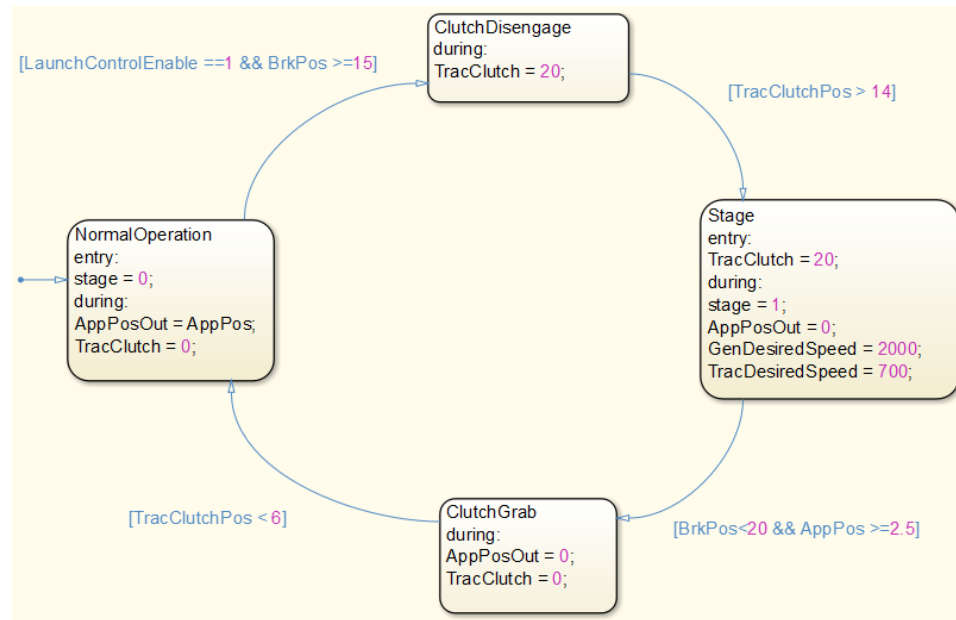 ClutchDisengage
during:
TracClutch = 20;
[LaunchControlEnable ==1 && BrkPos >=15]
[TracClutchPos > 14]
NormalOperation
entry:
stage = 0;
during:
AppPosOut = AppPos;
TracClutch = 0;
Stage
entry:
TracClutch = 20;
during:
stage = 1;
AppPosOut = 0;
GenDesiredSpeed = 2000;
TracDesiredSpeed = 700;
ClutchGrab
during:
AppPosOut = 0;
TracClutch = 0;
[TracClutchPos < 6]
[BrkPos<20 && AppPos >=2.5]